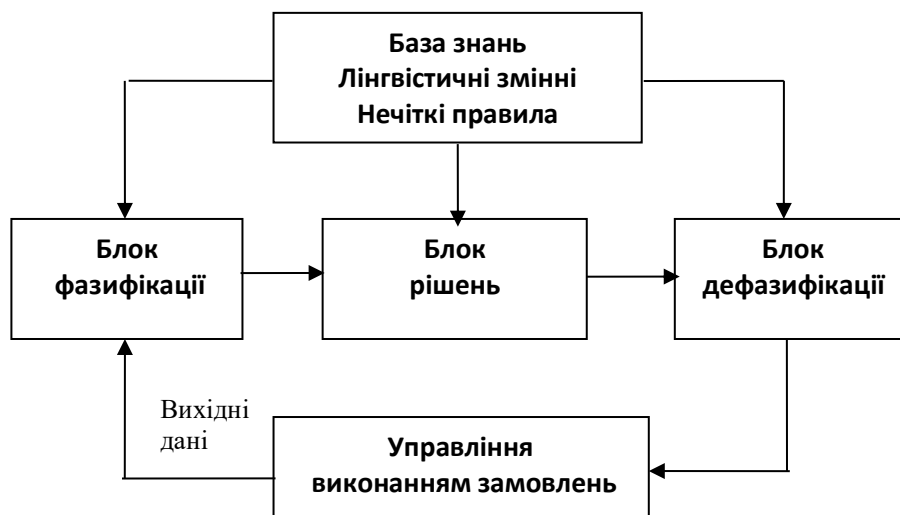 База знань
Лінгвістичні змінні
Нечіткі правила
Блок
фазифікації
Блок
рішень
Блок
дефазифікації
Вихідні
дані
Управління
виконанням замовлень